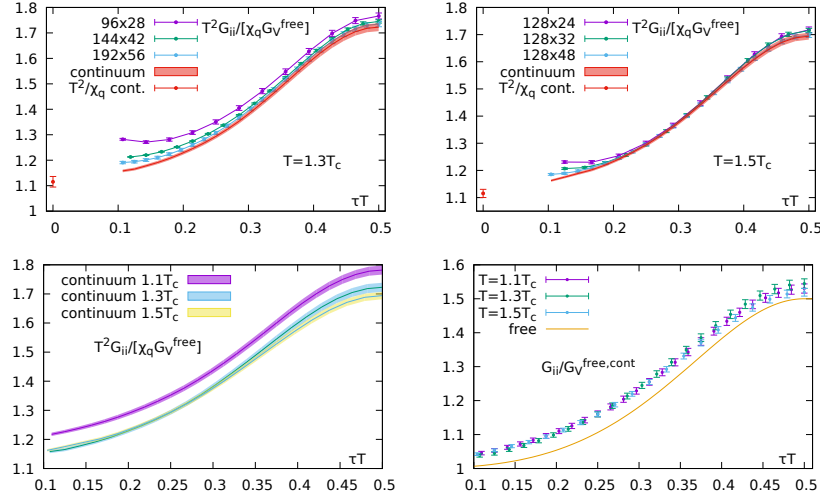 1.8
1.7
1.6
1.5
1.4
1.3
1.2
1.1
1
96x28
144x42
192x56
continuum
T²/χq cont.
T²Gii/[χqGV^free]
T=1.3Tc
τT
0 0.1 0.2 0.3 0.4 0.5
1.8
1.7
1.6
1.5
1.4
1.3
1.2
1.1
128x24
128x32
128x48
continuum
T²/χq cont.
T²Gii/[χqGV^free]
T=1.5Tc
τT
0 0.1 0.2 0.3 0.4 0.5
1.8
1.7
1.6
1.5
1.4
1.3
1.2
1.1
continuum 1.1Tc
continuum 1.3Tc
continuum 1.5Tc
T²Gii/[χqGV^free]
τT
0.1 0.15 0.2 0.25 0.3 0.35 0.4 0.45 0.5
1.6
1.5
1.4
1.3
1.2
1.1
1
T=1.1Tc
T=1.3Tc
T=1.5Tc
free
Gii/GV^free,cont
τT
0.1 0.15 0.2 0.25 0.3 0.35 0.4 0.45 0.5